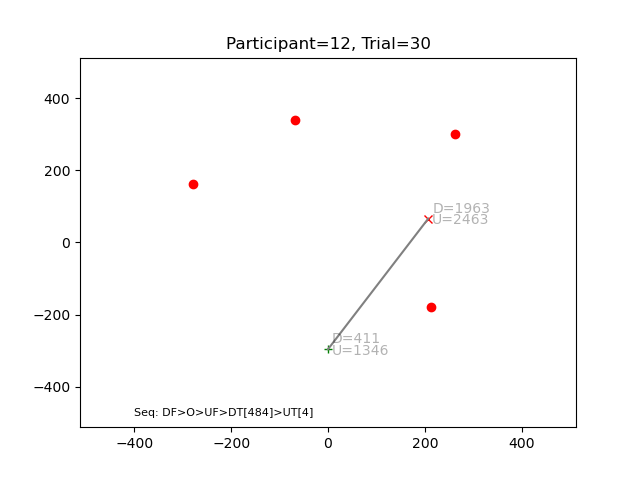 Participant=12, Trial=30
400
200
0
−200
−400
D=1963
U=2463
D=411
U=1346
Seq: DF>O>UF>DT[484]>UT[4]
−400
−200
0
200
400